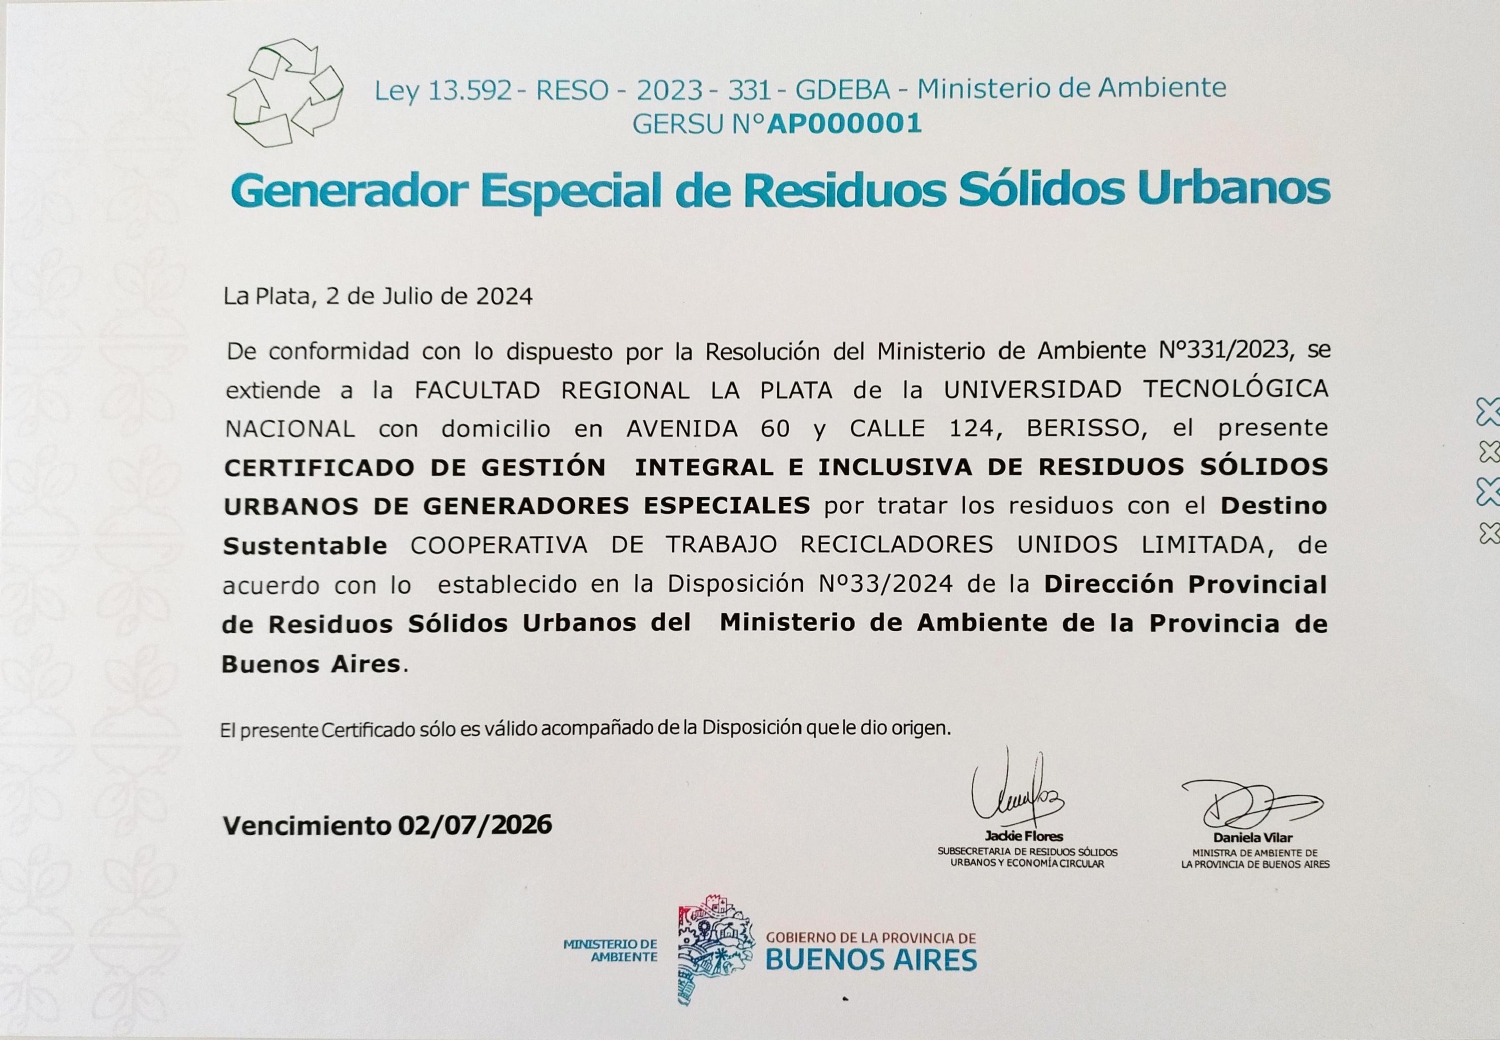 Ley 13.592 - RESO - 2023 - 331 - GDEBA - Ministerio de Ambiente
GERSU N° AP000001
Generador Especial de Residuos Sólidos Urbanos
La Plata, 2 de Julio de 2024
De conformidad con lo dispuesto por la Resolución del Ministerio de Ambiente Nº331/2023, se
extiende a la FACULTAD REGIONAL LA PLATA de la UNIVERSIDAD TECNOLÓGICA
NACIONAL con domicilio en AVENIDA 60 y CALLE 124, BERISSO, el presente
CERTIFICADO DE GESTIÓN INTEGRAL E INCLUSIVA DE RESIDUOS SÓLIDOS
URBANOS DE GENERADORES ESPECIALES por tratar los residuos con el Destino
Sustentable COOPERATIVA DE TRABAJO RECICLADORES UNIDOS LIMITADA, de
acuerdo con lo establecido en la Disposición Nº33/2024 de la Dirección Provincial
de Residuos Sólidos Urbanos del Ministerio de Ambiente de la Provincia de
Buenos Aires.
El presente Certificado sólo es válido acompañado de la Disposición que le dio origen.
Vencimiento 02/07/2026
Jackie Flores
SUBSECRETARIA DE RESIDUOS SÓLIDOS
URBANOS Y ECONOMÍA CIRCULAR
Daniela Vilar
MINISTRA DE AMBIENTE DE
LA PROVINCIA DE BUENOS AIRES
MINISTERIO DE
AMBIENTE
GOBIERNO DE LA PROVINCIA DE
BUENOS AIRES